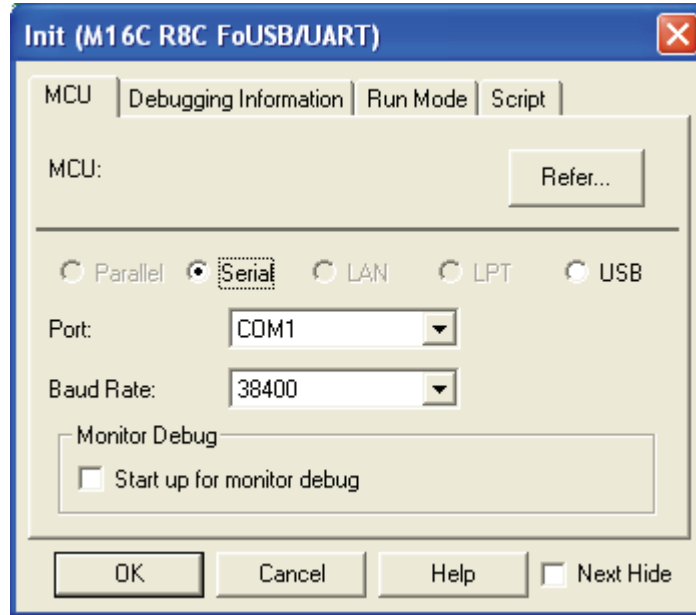 Init (M16C R8C FoUSB/UART)
MCU Debugging Information Run Mode Script
MCU: Refer...
Parallel Serial LAN LPT USB
Port: COM1
Baud Rate: 38400
Monitor Debug
Start up for monitor debug
OK Cancel Help Next Hide